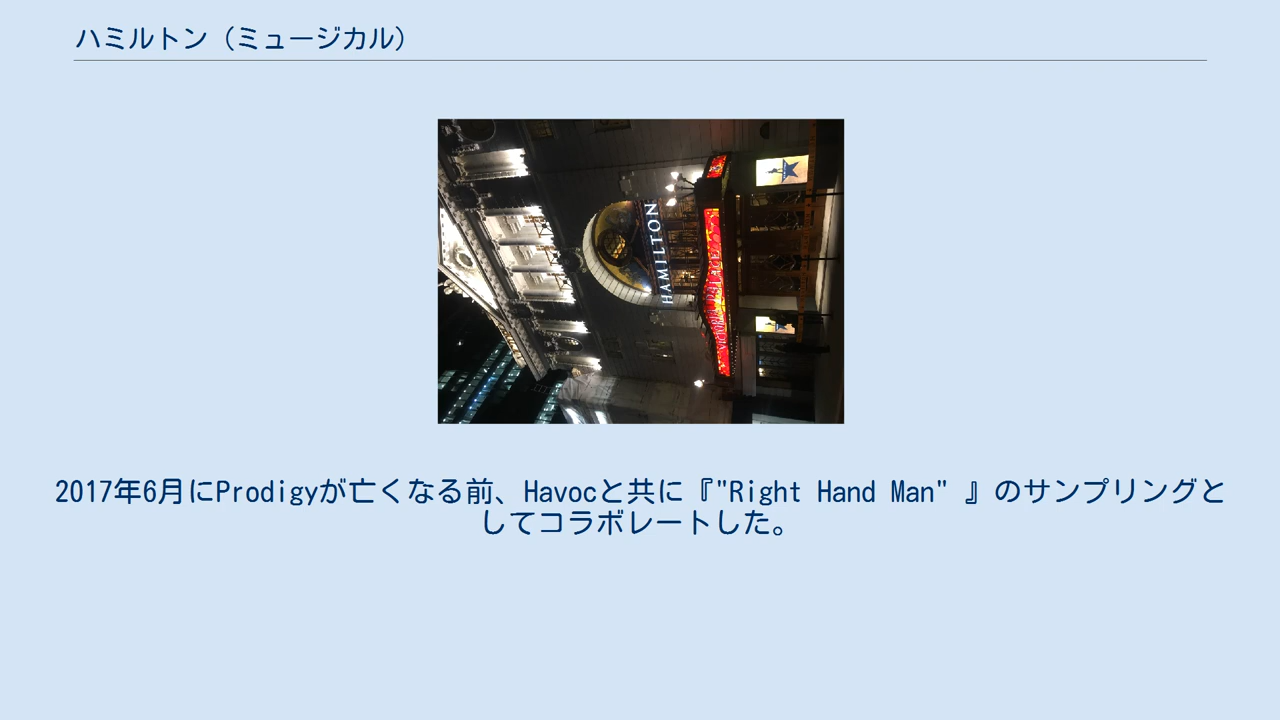 ハミルトン（ミュージカル）
HAMILTON
VICTORIA PALACE
2017年6月にProdigyが亡くなる前、Havocと共に『"Right Hand Man" 』のサンプリングと
してコラボレートした。